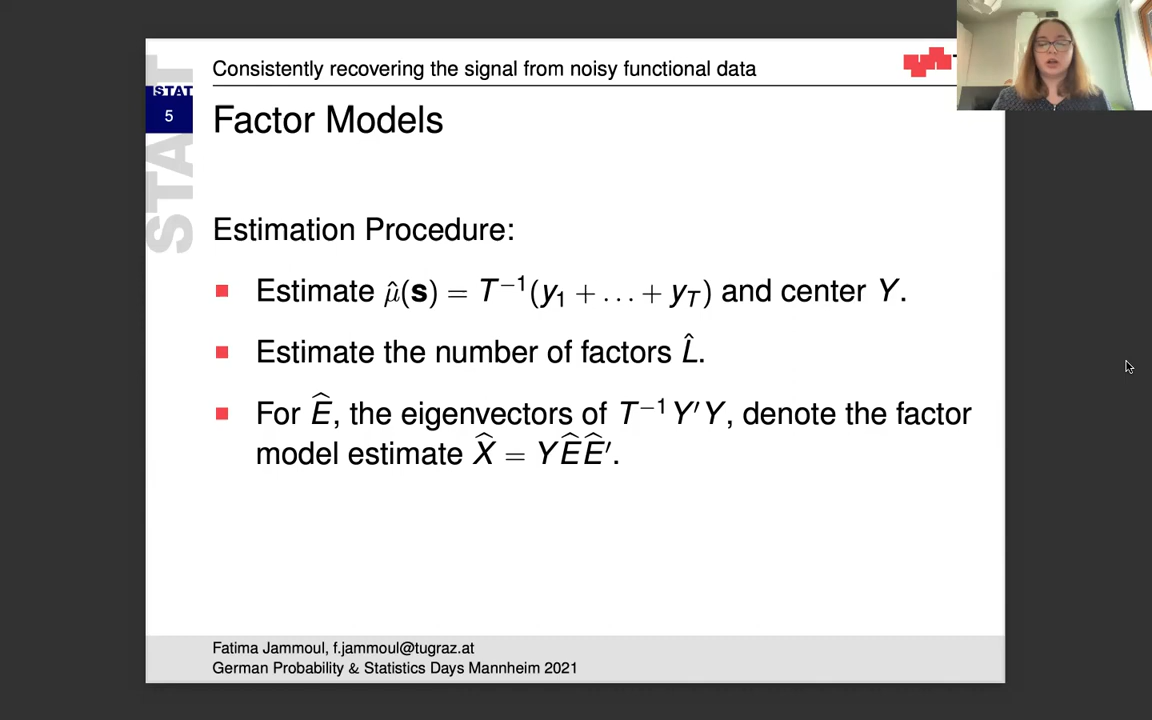 Consistently recovering the signal from noisy functional data
STAT
5
STAT
Factor Models
Estimation Procedure:
Estimate μ̂(s) = T⁻¹(y₁ + … + y_T) and center Y.
Estimate the number of factors L̂.
For Ê, the eigenvectors of T⁻¹Y′Y, denote the factor
model estimate X̂ = YÊÊ′.
Fatima Jammoul, f.jammoul@tugraz.at
German Probability & Statistics Days Mannheim 2021